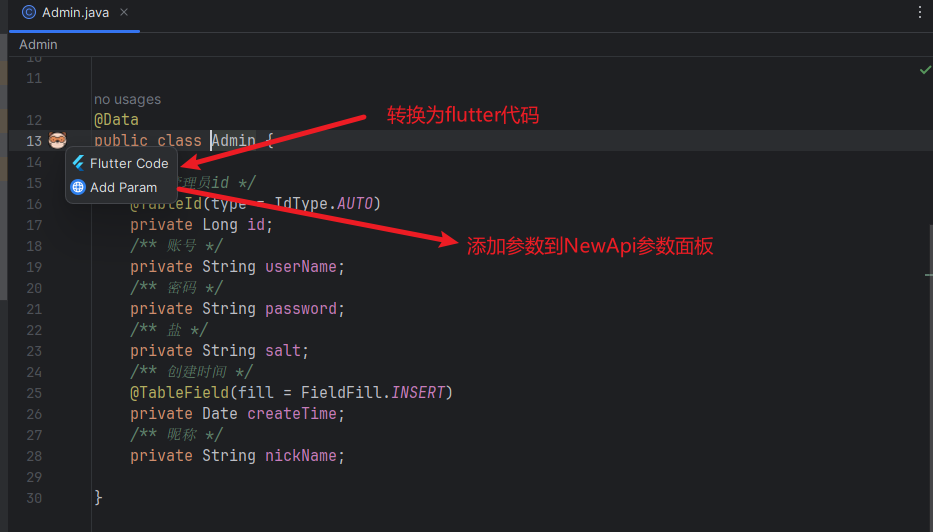 Admin.java
Admin
10
11
no usages
12 @Data
转换为flutter代码
13 public class Admin {
14
Flutter Code
15 理员id */
Add Param
16 @TableId(type = IdType.AUTO)
17 private Long id;
18 /** 账号 */
添加参数到NewApi参数面板
19 private String userName;
20 /** 密码 */
21 private String password;
22 /** 盐 */
23 private String salt;
24 /** 创建时间 */
25 @TableField(fill = FieldFill.INSERT)
26 private Date createTime;
27 /** 昵称 */
28 private String nickName;
29
30 }